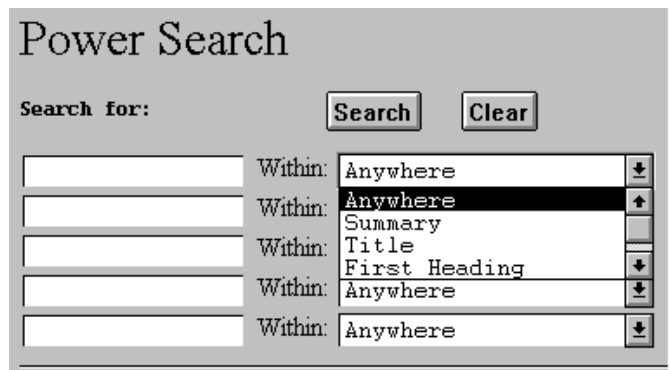 Power Search
Search for: Search Clear
Within: Anywhere
Within: Anywhere
Summary
Within: Title
First Heading
Within: Anywhere
Within: Anywhere